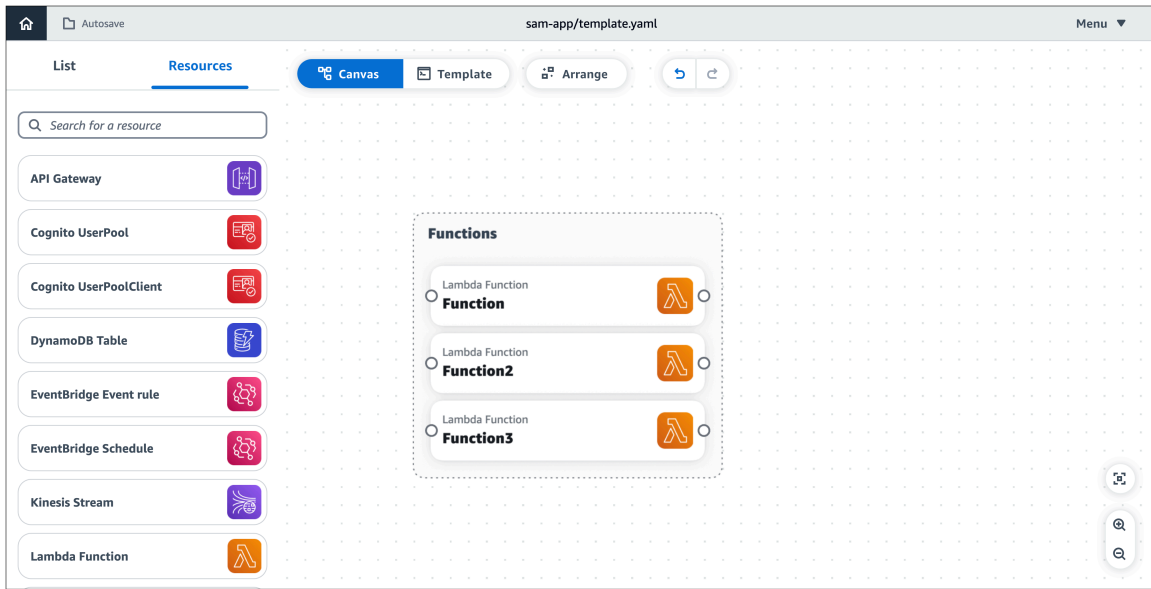 Autosave
sam-app/template.yaml
Menu
List
Resources
Canvas
Template
Arrange
Search for a resource
API Gateway
Cognito UserPool
Cognito UserPoolClient
DynamoDB Table
EventBridge Event rule
EventBridge Schedule
Kinesis Stream
Lambda Function
Functions
Lambda Function
Function
Lambda Function
Function2
Lambda Function
Function3